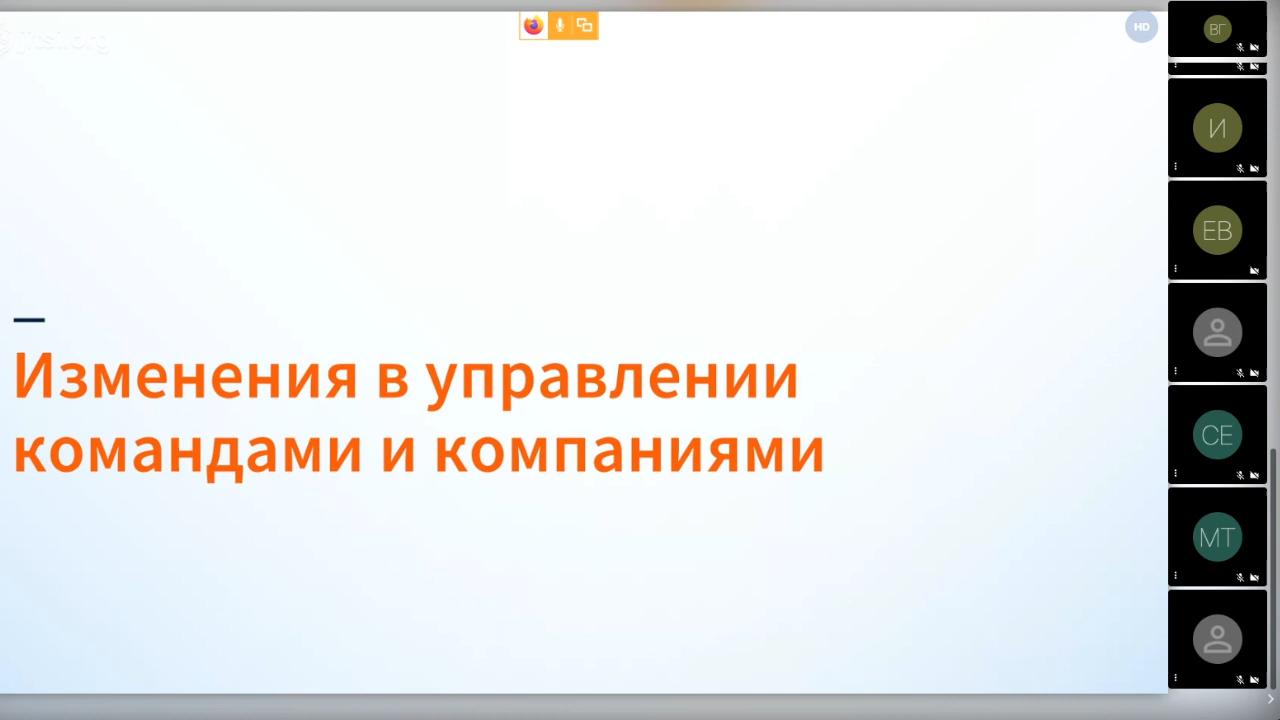 HD
Изменения в управлении
командами и компаниями
ВГ
И
ЕВ
СЕ
МТ